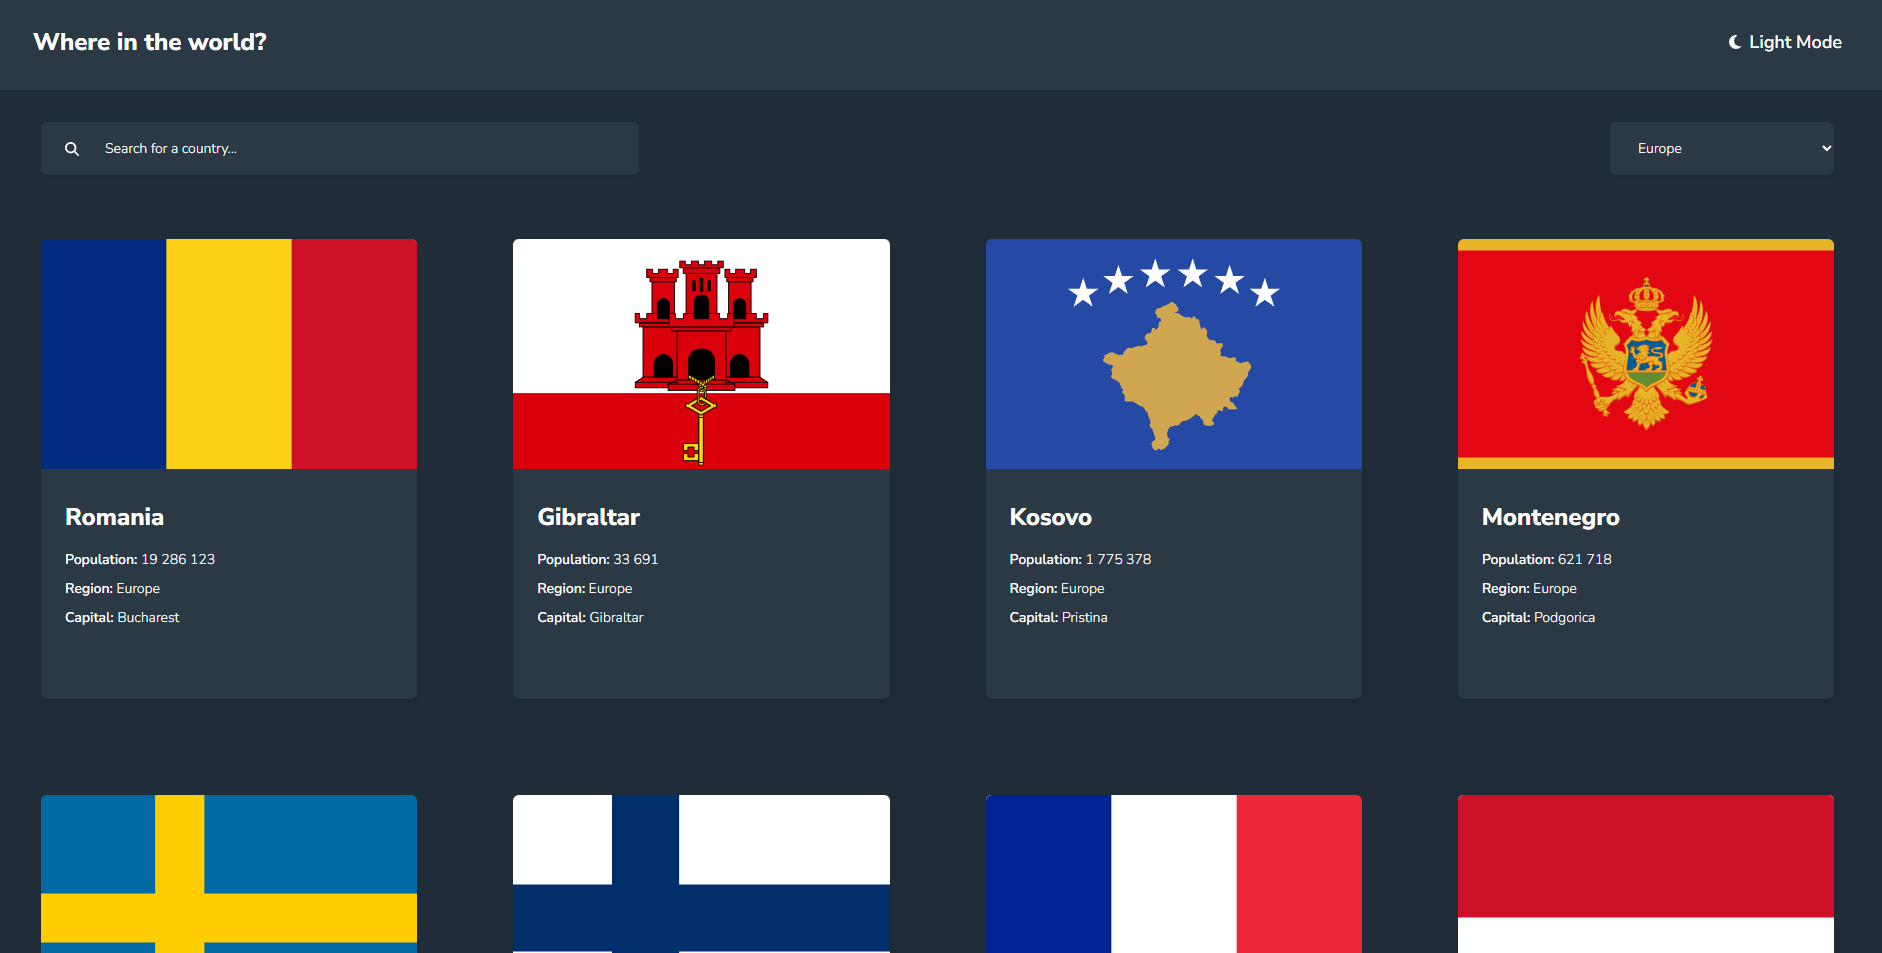 Where in the world?
Light Mode
Search for a country...
Europe
Romania
Population: 19 286 123
Region: Europe
Capital: Bucharest
Gibraltar
Population: 33 691
Region: Europe
Capital: Gibraltar
Kosovo
Population: 1 775 378
Region: Europe
Capital: Pristina
Montenegro
Population: 621 718
Region: Europe
Capital: Podgorica